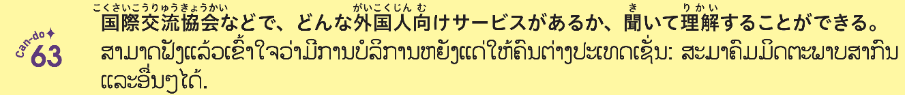 こくさいこうりゅうきょうかい がいこくじん む き りかい
国際交流協会などで、どんな外国人向けサービスがあるか、聞いて理解することができる。
Can-do 63
ສາມາດຟັງແລ້ວເຂົ້າໃຈວ່າມີການບໍລິການຫຍັງແດ່ໃຫ້ຄົນຕ່າງປະເທດເຊັ່ນ: ສະມາຄົມມິດຕະພາບສາກົນ
ແລະອື່ນໆໄດ້.